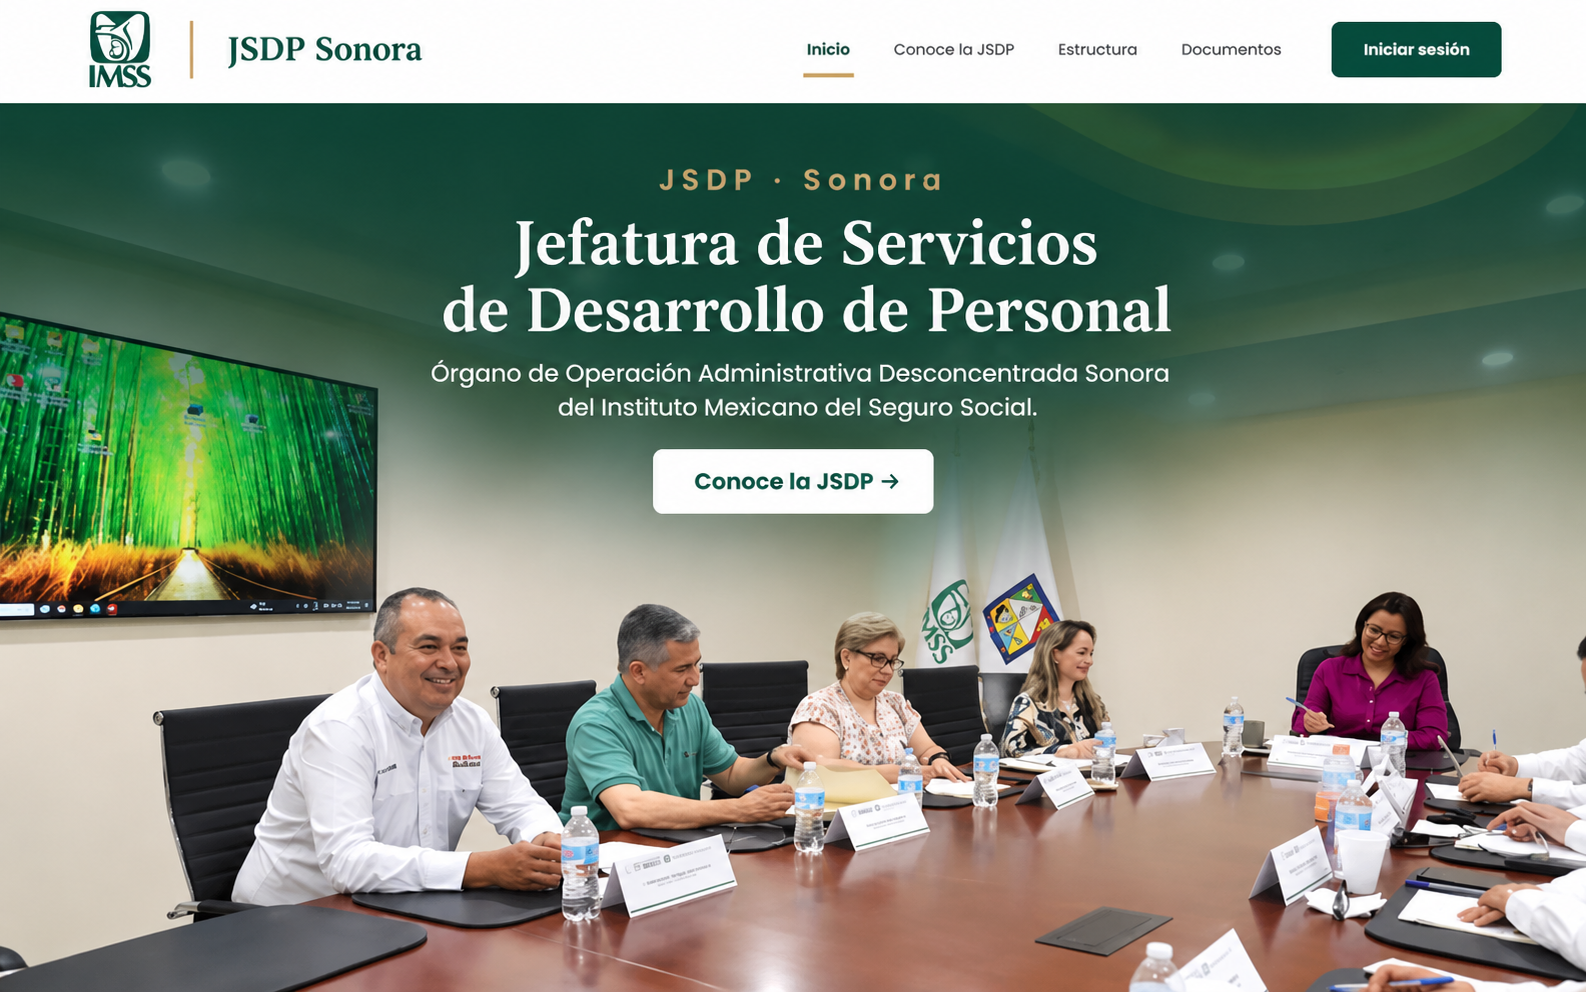 IMSS
JSDP Sonora
Inicio
Conoce la JSDP
Estructura
Documentos
Iniciar sesión
JSDP · Sonora
Jefatura de Servicios
de Desarrollo de Personal
Órgano de Operación Administrativa Desconcentrada Sonora
del Instituto Mexicano del Seguro Social.
Conoce la JSDP →
IMSS